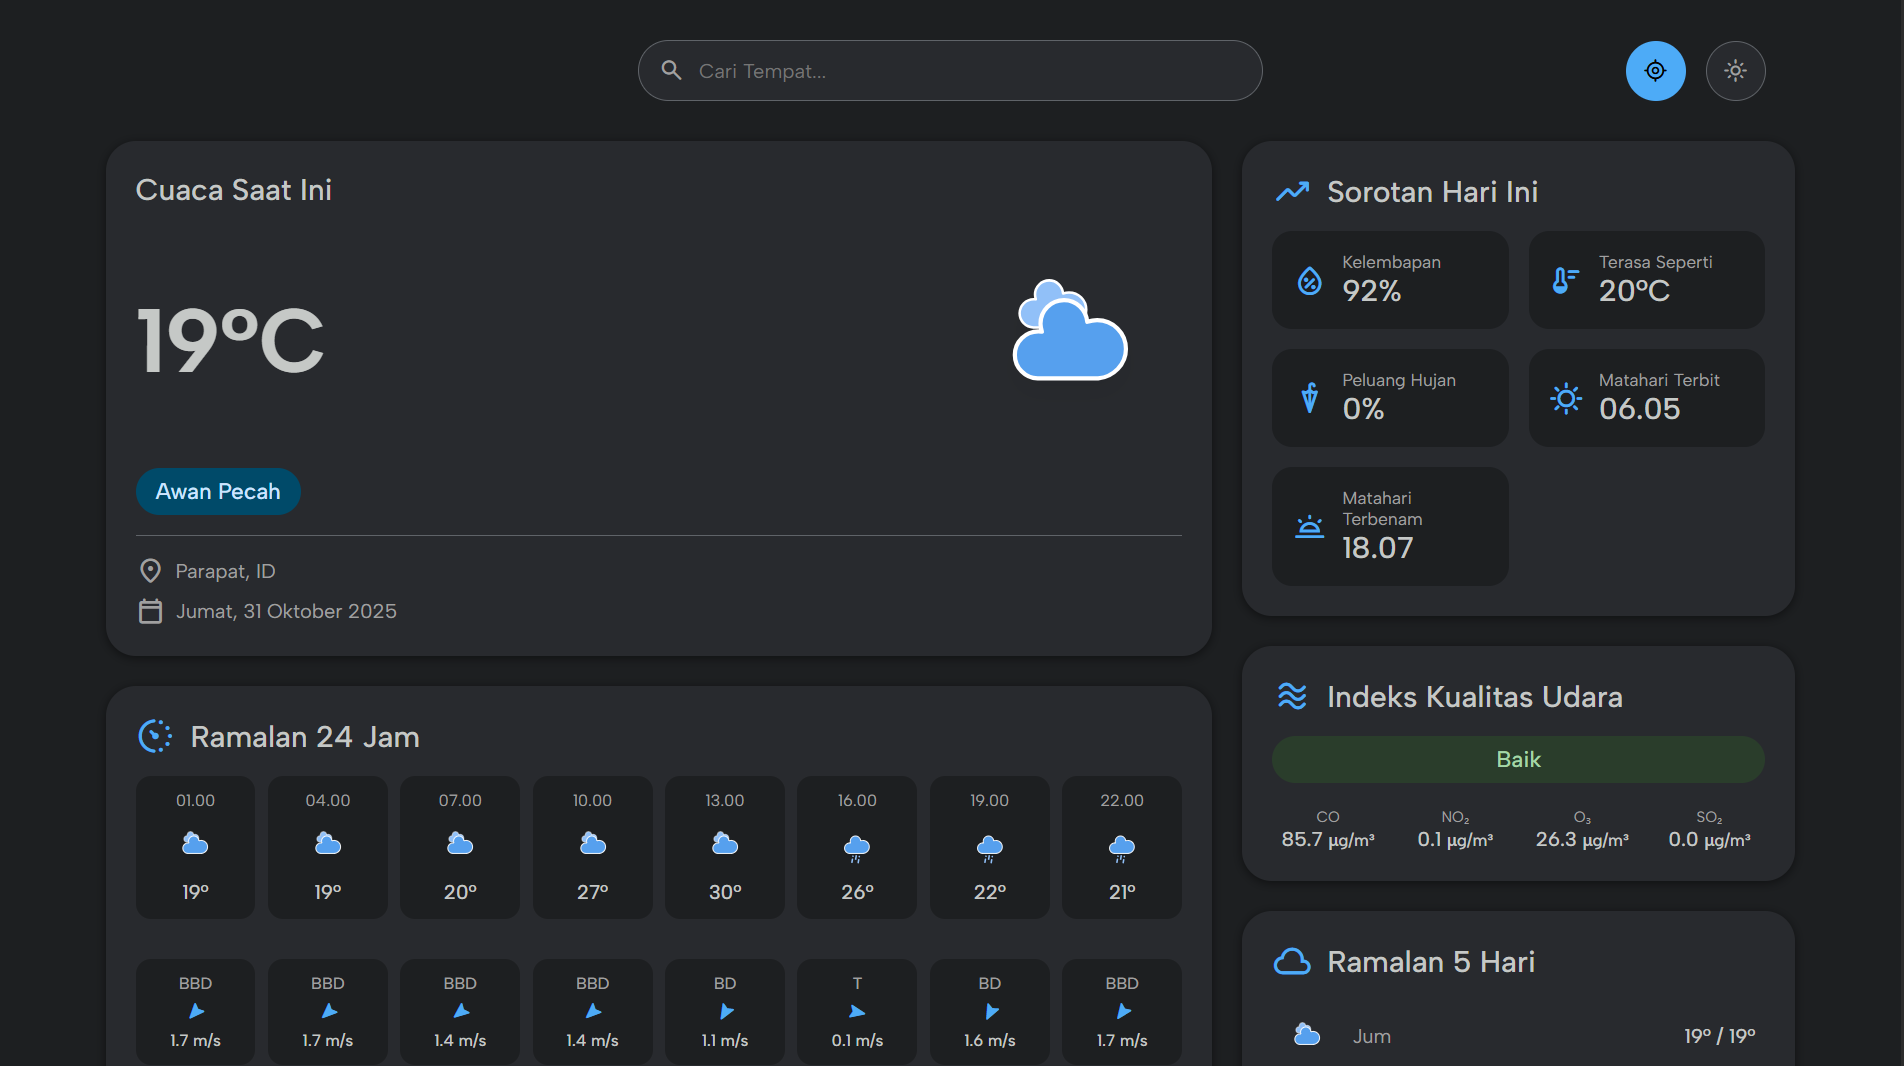 Cari Tempat...
Cuaca Saat Ini
19°C
Awan Pecah
Parapat, ID
Jumat, 31 Oktober 2025
Sorotan Hari Ini
Kelembapan
92%
Terasa Seperti
20°C
Peluang Hujan
0%
Matahari Terbit
06.05
Matahari
Terbenam
18.07
Ramalan 24 Jam
01.00 04.00 07.00 10.00 13.00 16.00 19.00 22.00
19° 19° 20° 27° 30° 26° 22° 21°
BBD BBD BBD BBD BD T BD BBD
1.7 m/s 1.7 m/s 1.4 m/s 1.4 m/s 1.1 m/s 0.1 m/s 1.6 m/s 1.7 m/s
Indeks Kualitas Udara
Baik
CO NO₂ O₃ SO₂
85.7 µg/m³ 0.1 µg/m³ 26.3 µg/m³ 0.0 µg/m³
Ramalan 5 Hari
Jum 19° / 19°